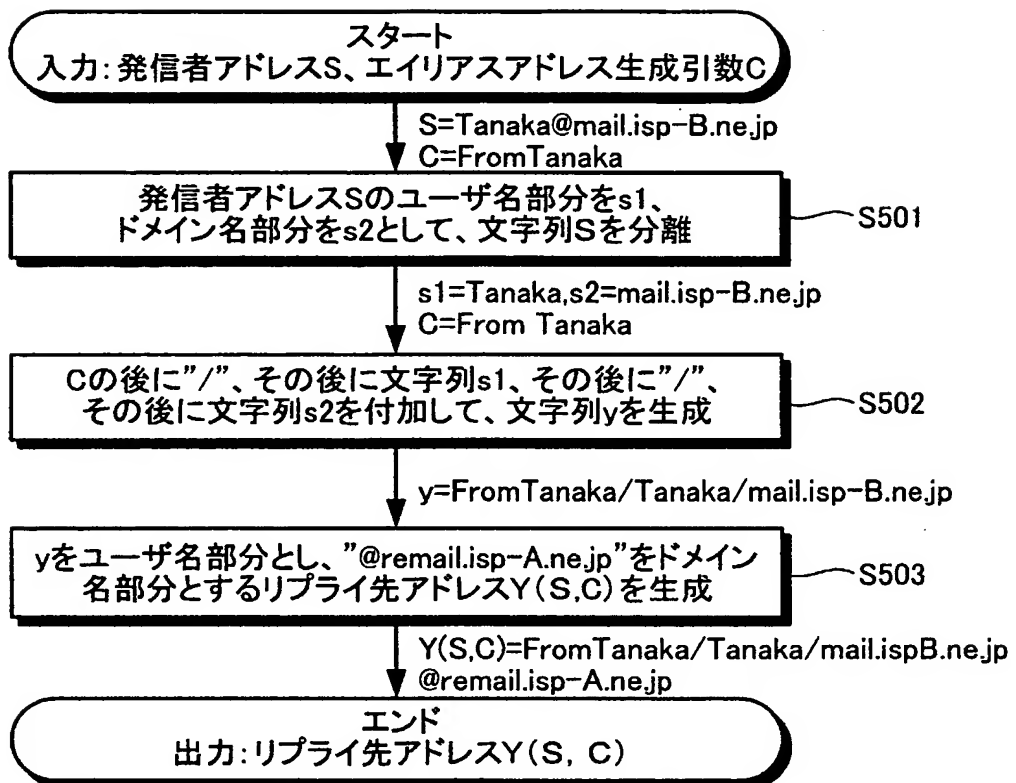 スタート
入力:発信者アドレスS、エイリアスアドレス生成引数C
S=Tanaka@mail.isp-B.ne.jp
C=FromTanaka
発信者アドレスSのユーザ名部分をs1、
ドメイン名部分をs2として、文字列Sを分離
S501
s1=Tanaka,s2=mail.isp-B.ne.jp
C=From Tanaka
Cの後に"/"、その後に文字列s1、その後に"/"、
その後に文字列s2を付加して、文字列yを生成
S502
y=FromTanaka/Tanaka/mail.isp-B.ne.jp
yをユーザ名部分とし、"@remail.isp-A.ne.jp"をドメイン
名部分とするリプライ先アドレスY(S,C)を生成
S503
Y(S,C)=FromTanaka/Tanaka/mail.ispB.ne.jp
@remail.isp-A.ne.jp
エンド
出力:リプライ先アドレスY(S, C)